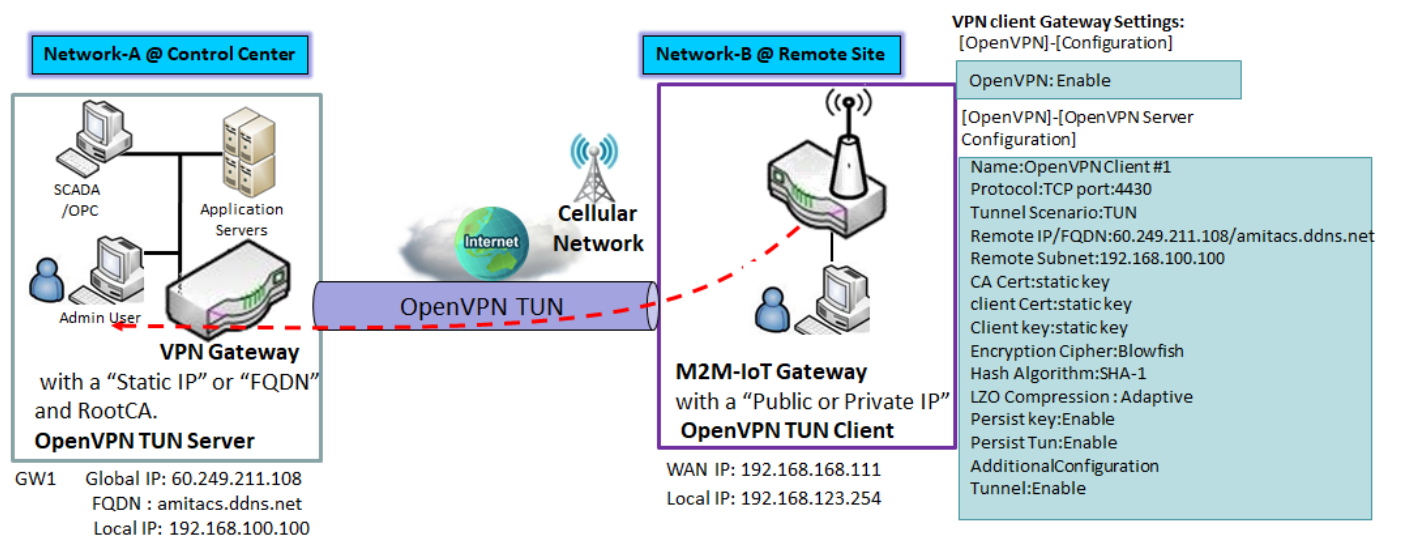 Network-A @ Control Center
SCADA
/OPC
Application
Servers
Admin User
VPN Gateway
with a “Static IP” or “FQDN”
and RootCA.
OpenVPN TUN Server
GW1 Global IP: 60.249.211.108
FQDN : amitacs.ddns.net
Local IP: 192.168.100.100
Internet
Cellular
Network
OpenVPN TUN
Network-B @ Remote Site
M2M-IoT Gateway
with a “Public or Private IP”
OpenVPN TUN Client
WAN IP: 192.168.168.111
Local IP: 192.168.123.254
VPN client Gateway Settings:
[OpenVPN]-[Configuration]
OpenVPN: Enable
[OpenVPN]-[OpenVPN Server
Configuration]
Name:OpenVPN Client #1
Protocol:TCP port:4430
Tunnel Scenario:TUN
Remote IP/FQDN:60.249.211.108/amitacs.ddns.net
Remote Subnet:192.168.100.100
CA Cert:static key
client Cert:static key
Client key:static key
Encryption Cipher:Blowfish
Hash Algorithm:SHA-1
LZO Compression : Adaptive
Persist key:Enable
Persist Tun:Enable
AdditionalConfiguration
Tunnel:Enable